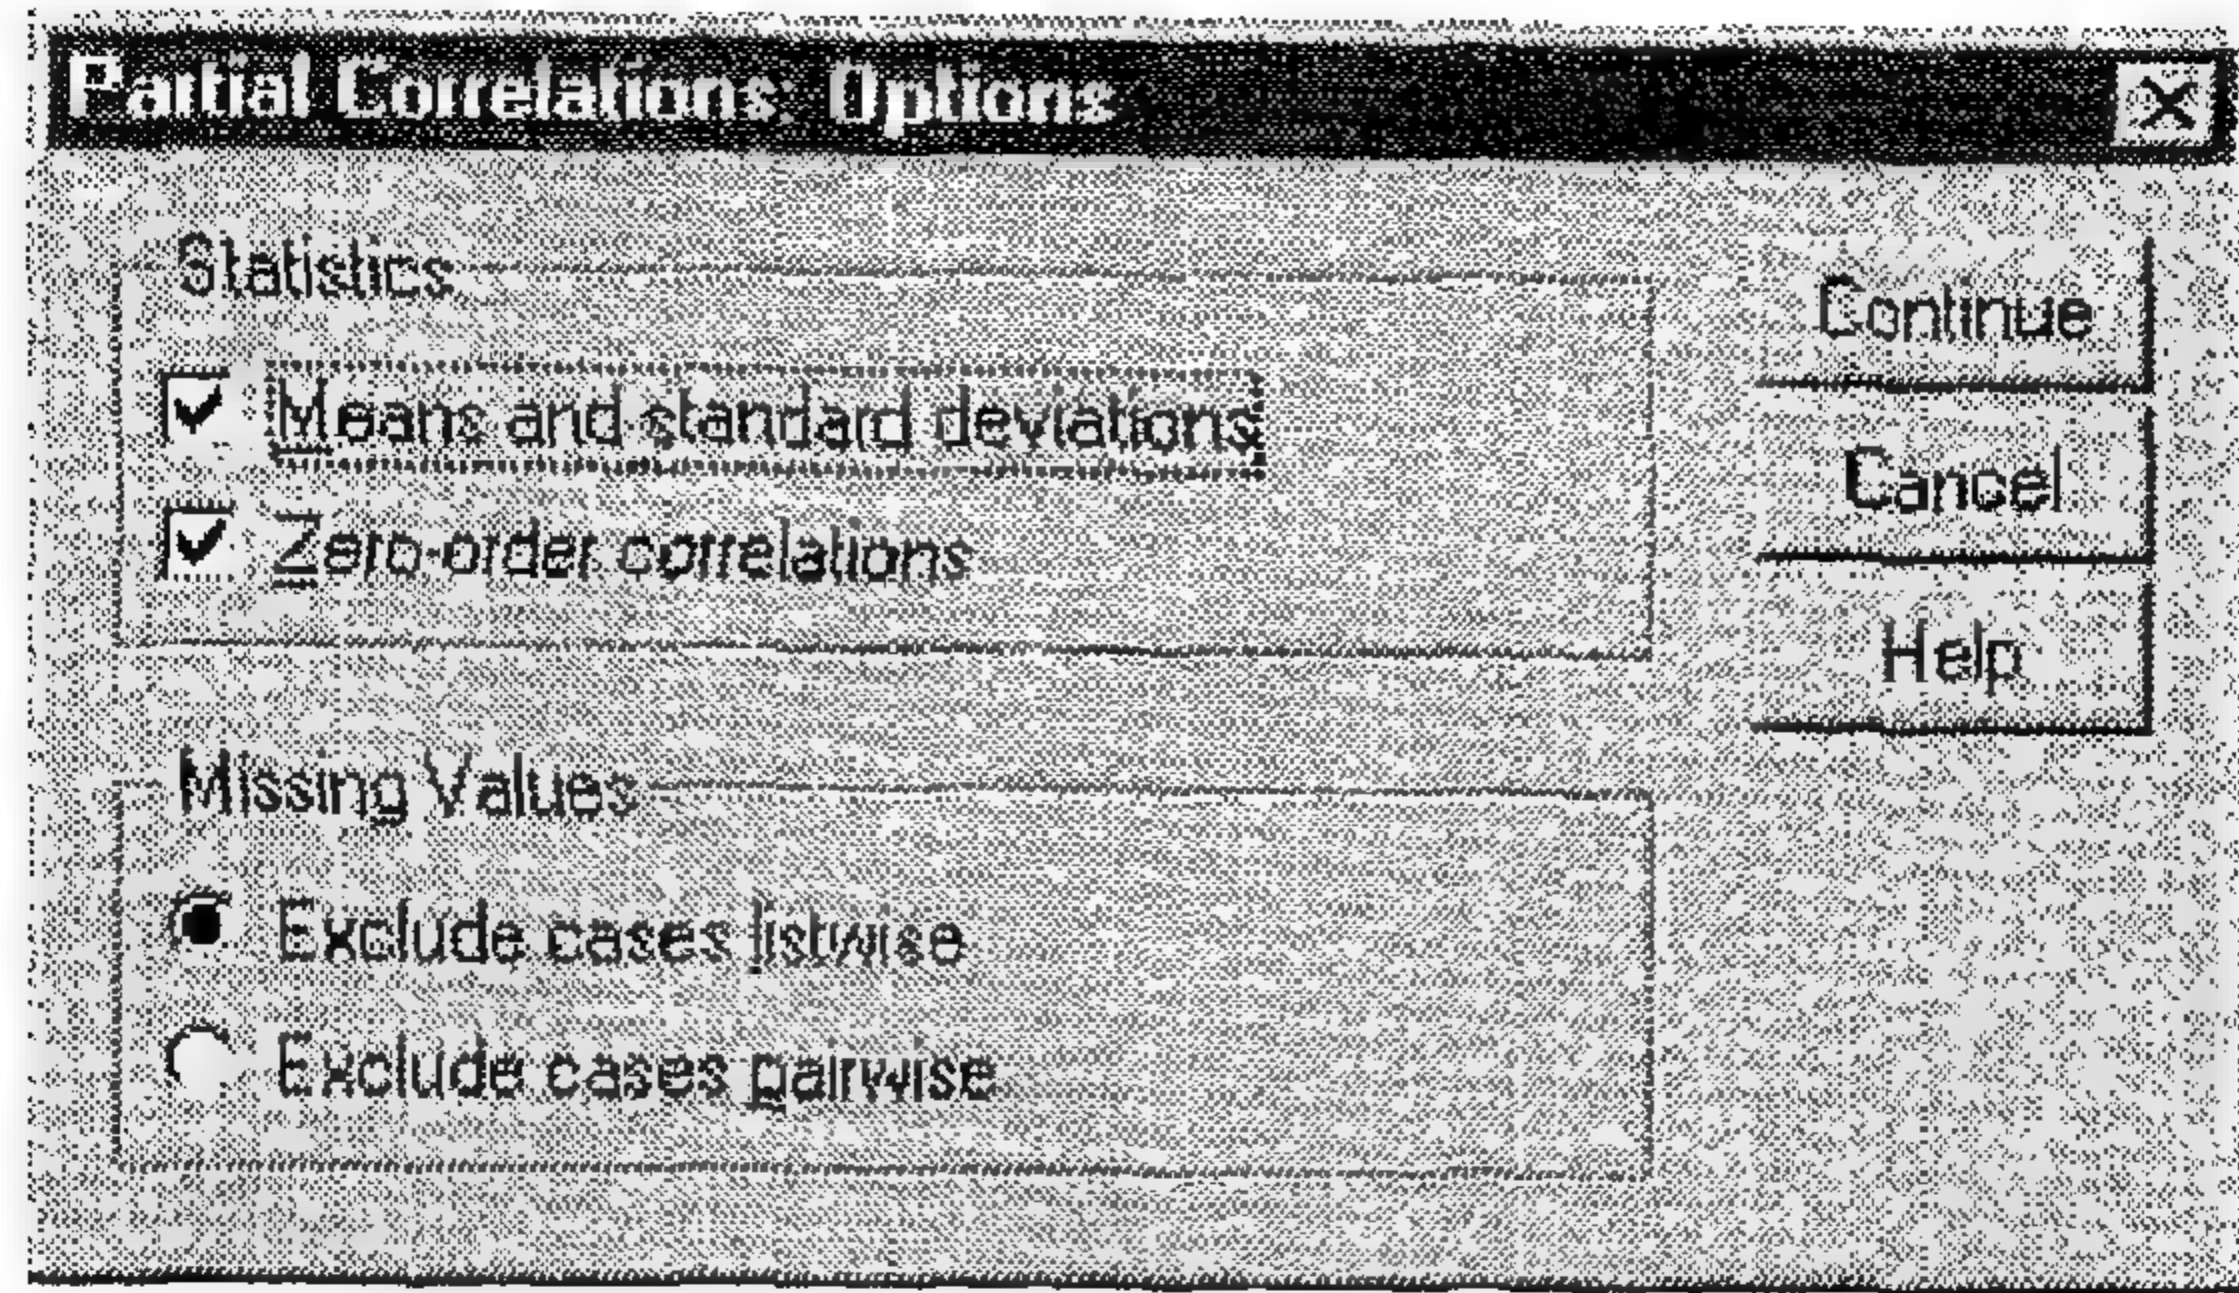 Partial Correlations: Options
Statistics
Means and standard deviations
Zero-order correlations
Missing Values
Exclude cases listwise
Exclude cases pairwise
Continue
Cancel
Help